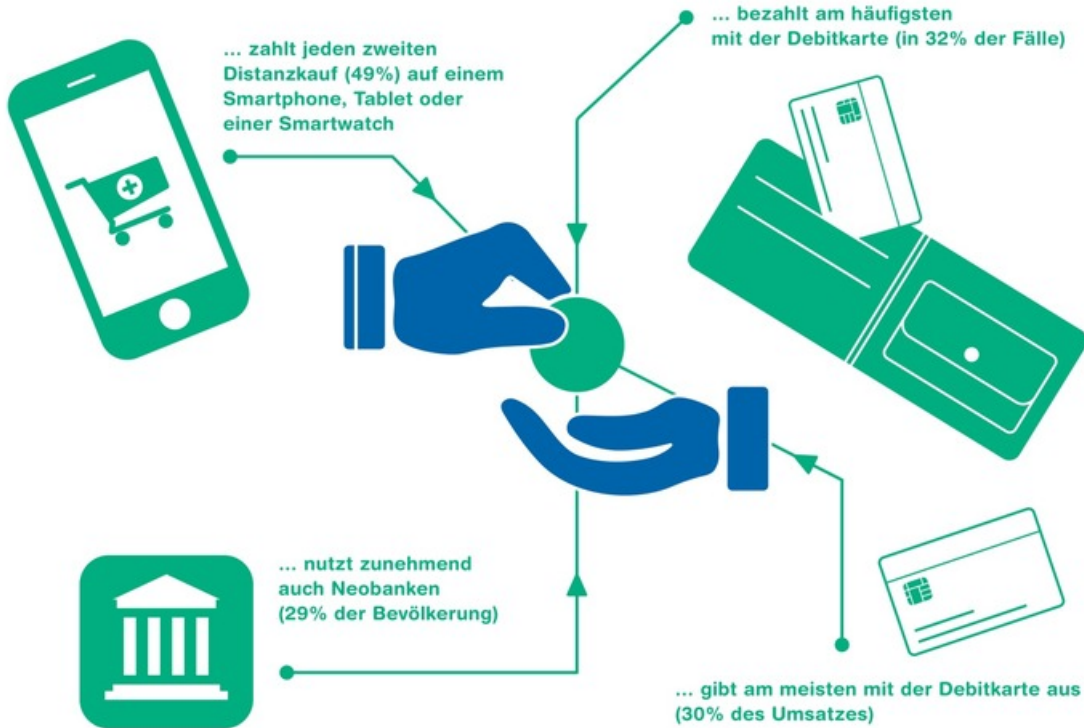 ... zahlt jeden zweiten
Distanzkauf (49%) auf einem
Smartphone, Tablet oder
einer Smartwatch
... bezahlt am häufigsten
mit der Debitkarte (in 32% der Fälle)
... nutzt zunehmend
auch Neobanken
(29% der Bevölkerung)
... gibt am meisten mit der Debitkarte aus
(30% des Umsatzes)